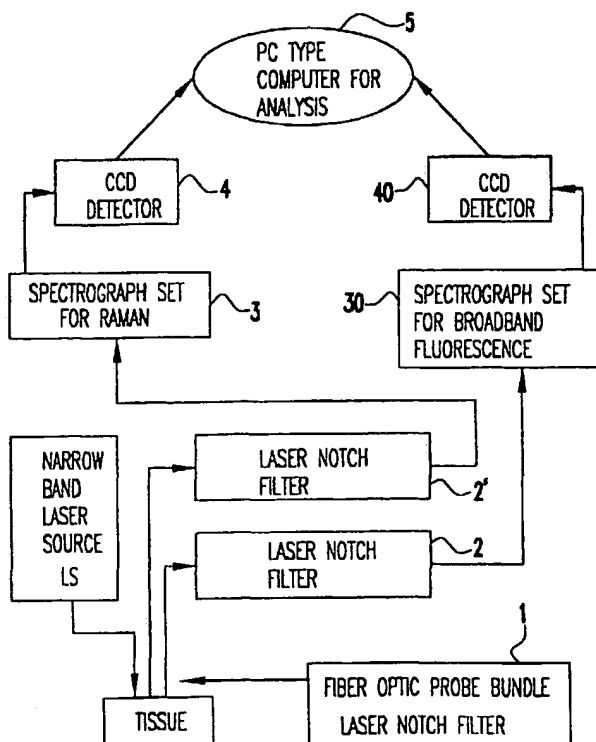 5
PC TYPE
COMPUTER FOR
ANALYSIS
CCD
DETECTOR
4
40
CCD
DETECTOR
SPECTROGRAPH SET
FOR RAMAN
3
30
SPECTROGRAPH SET
FOR BROADBAND
FLUORESCENCE
NARROW
BAND
LASER
SOURCE
LS
LASER NOTCH
FILTER
2'
LASER NOTCH
FILTER
2
1
TISSUE
FIBER OPTIC PROBE BUNDLE
LASER NOTCH FILTER